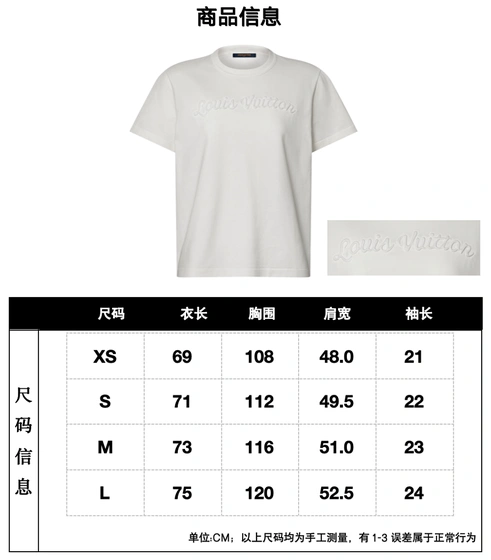 商品信息
Louis Vuitton
Louis Vuitton
尺码 衣长 胸围 肩宽 袖长
尺码信息
XS 69 108 48.0 21
S 71 112 49.5 22
M 73 116 51.0 23
L 75 120 52.5 24
单位:CM；以上尺码均为手工测量，有 1-3 误差属于正常行为